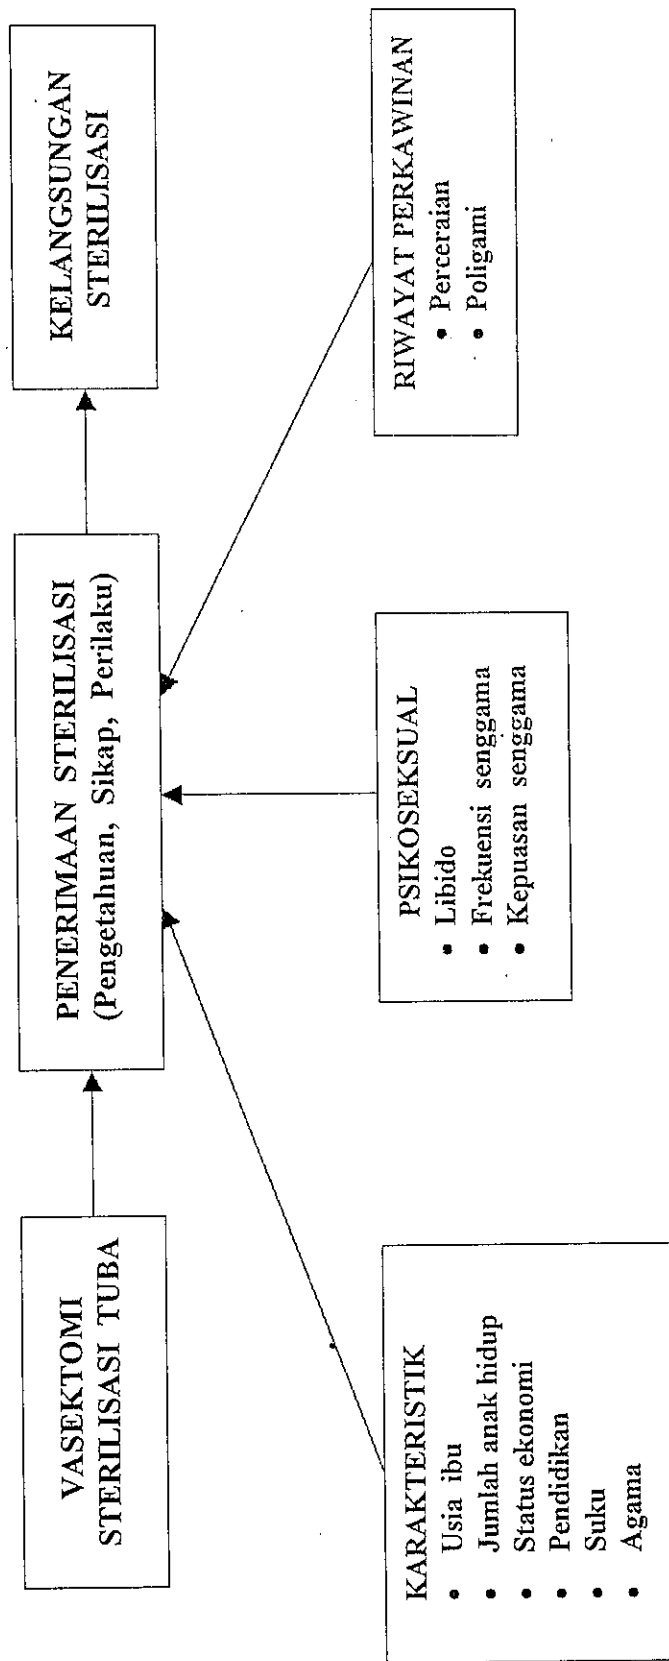 VASEKTOMI
STERILISASI TUBA
PENERIMAAN STERILISASI
(Pengetahuan, Sikap, Perilaku)
KELANGSUNGAN
STERILISASI
KARAKTERISTIK
• Usia ibu
• Jumlah anak hidup
• Status ekonomi
• Pendidikan
• Suku
• Agama
PSIKOSEKSUAL
• Libido
• Frekuensi senggama
• Kepuasan senggama
RIWAYAT PERKAWINAN
• Perceraian
• Poligami